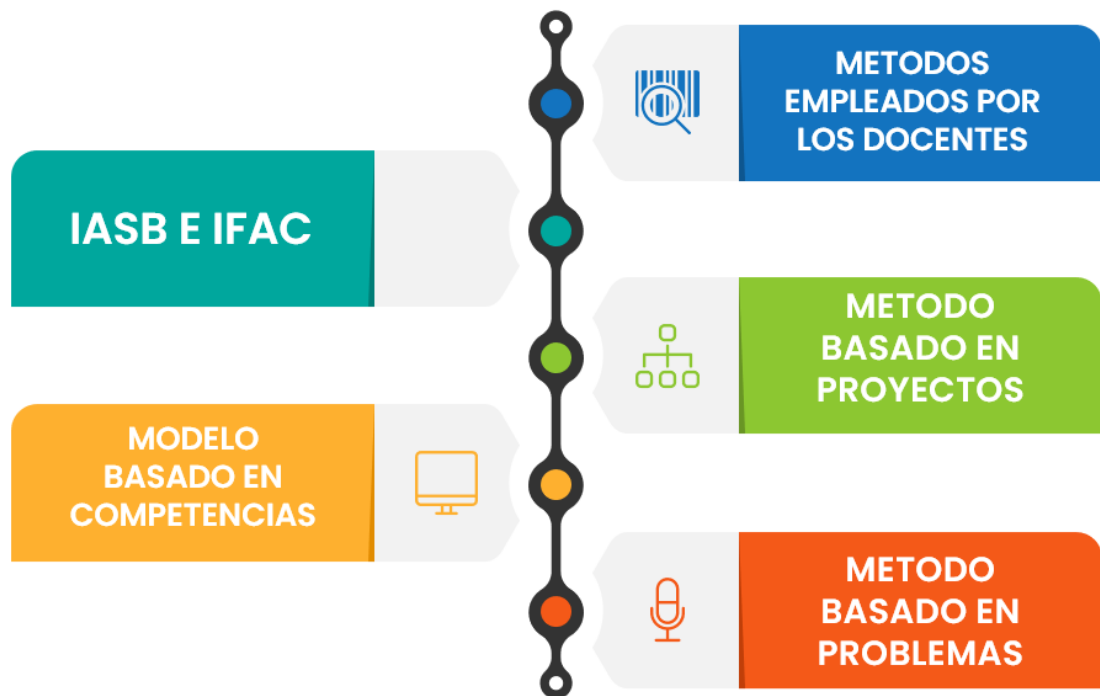 METODOS
EMPLEADOS POR
LOS DOCENTES
IASB E IFAC
METODO
BASADO EN
PROYECTOS
MODELO
BASADO EN
COMPETENCIAS
METODO
BASADO EN
PROBLEMAS